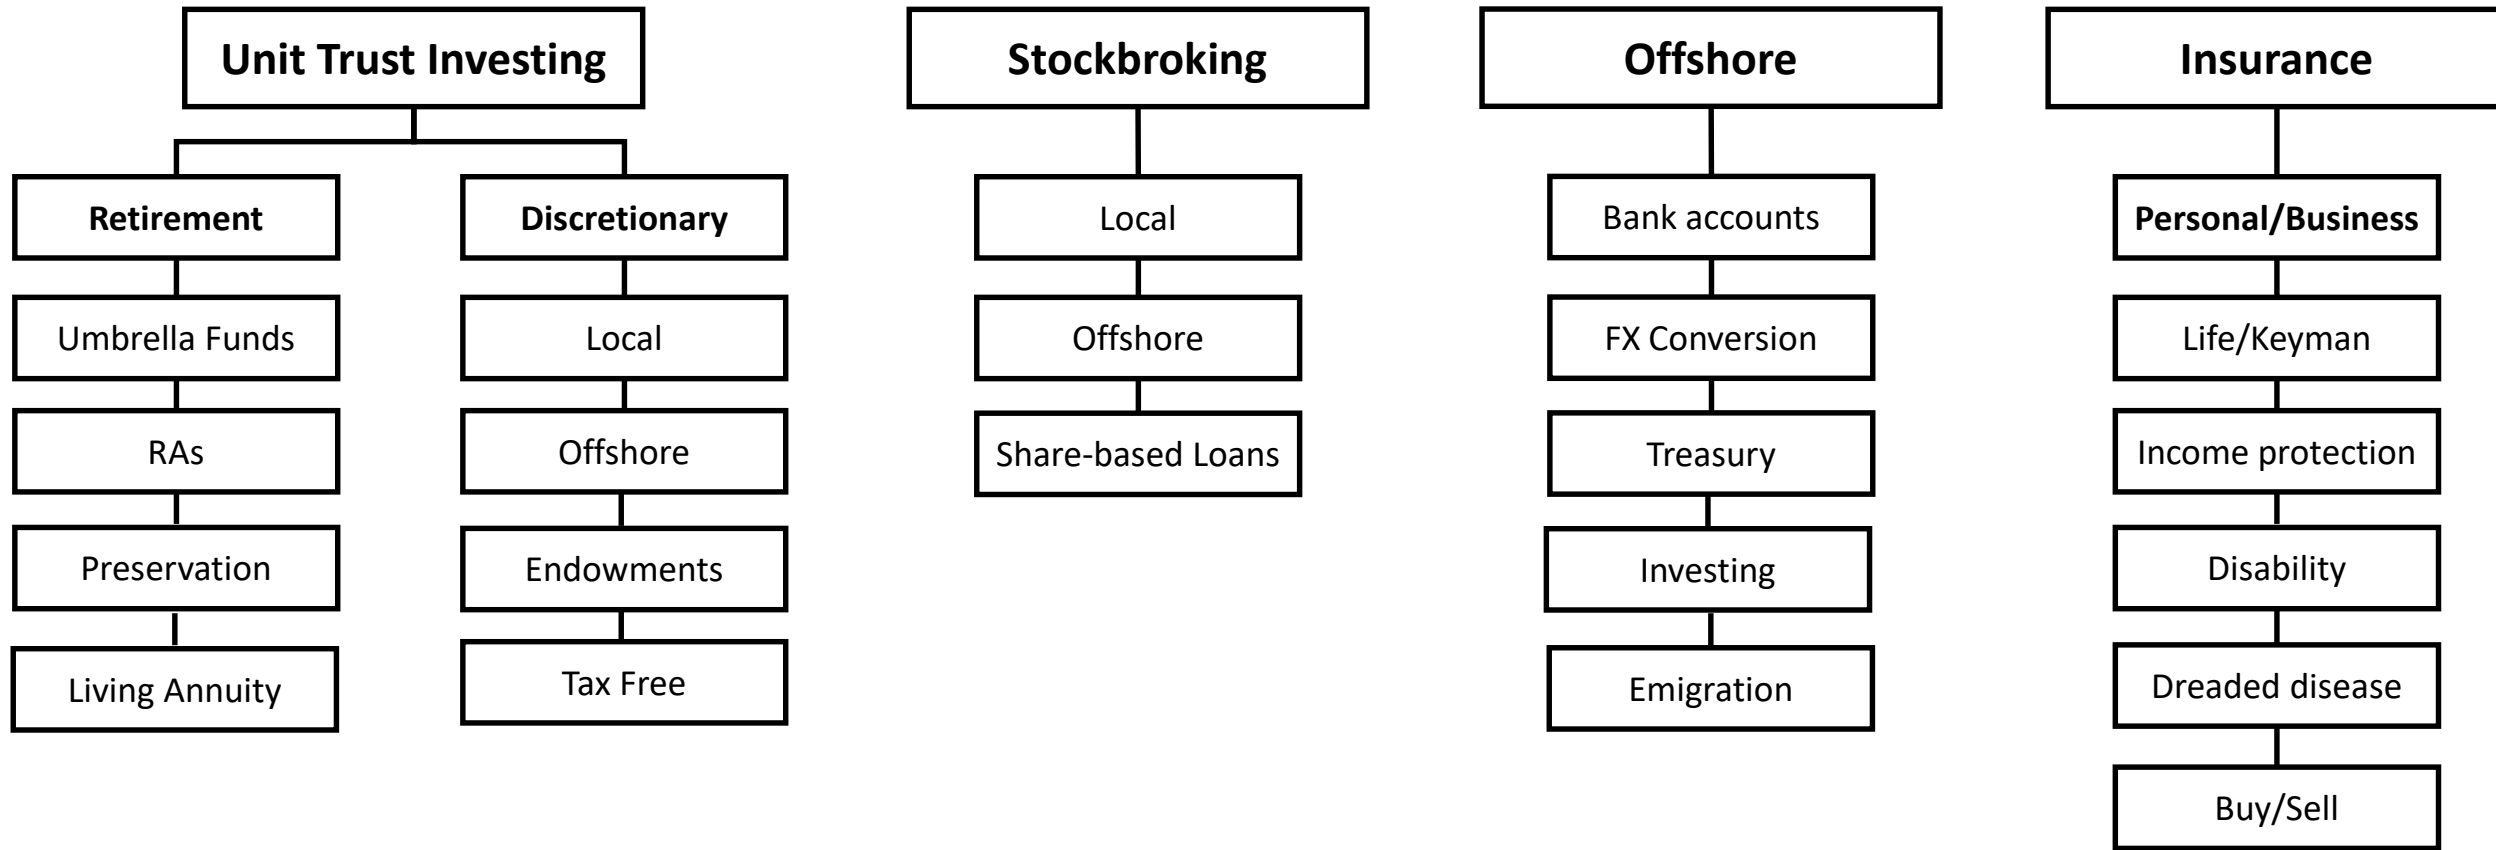 Unit Trust Investing
Retirement
Umbrella Funds
RAs
Preservation
Living Annuity
Discretionary
Local
Offshore
Endowments
Tax Free
Stockbroking
Local
Offshore
Share-based Loans
Offshore
Bank accounts
FX Conversion
Treasury
Investing
Emigration
Insurance
Personal/Business
Life/Keyman
Income protection
Disability
Dreaded disease
Buy/Sell